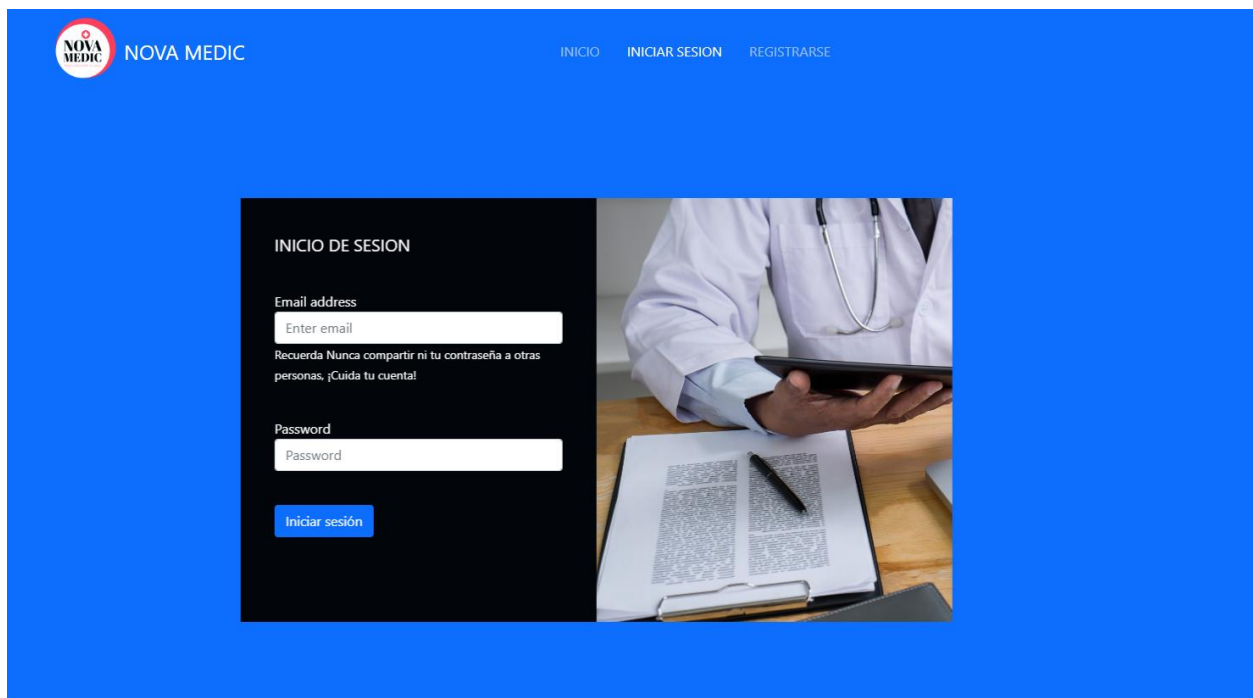 NOVA
MEDIC
NOVA MEDIC
INICIO INICIAR SESION REGISTRARSE
INICIO DE SESION
Email address
Enter email
Recuerda Nunca compartir ni tu contraseña a otras
personas, ¡Cuida tu cuenta!
Password
Password
Iniciar sesión